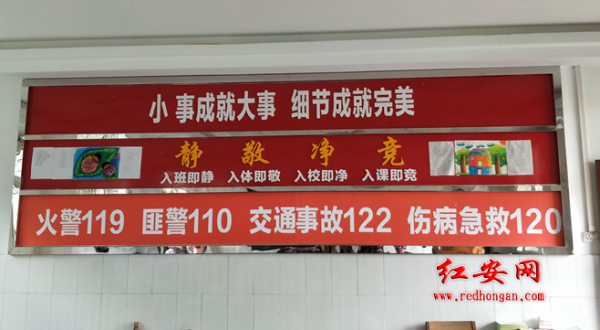 小 事成就大事 细节成就完美
静 敬 净 竞
入班即静 入体即敬 入校即净 入课即竞
火警119 匪警110 交通事故122 伤病急救120
红安网
www.redhongan.com